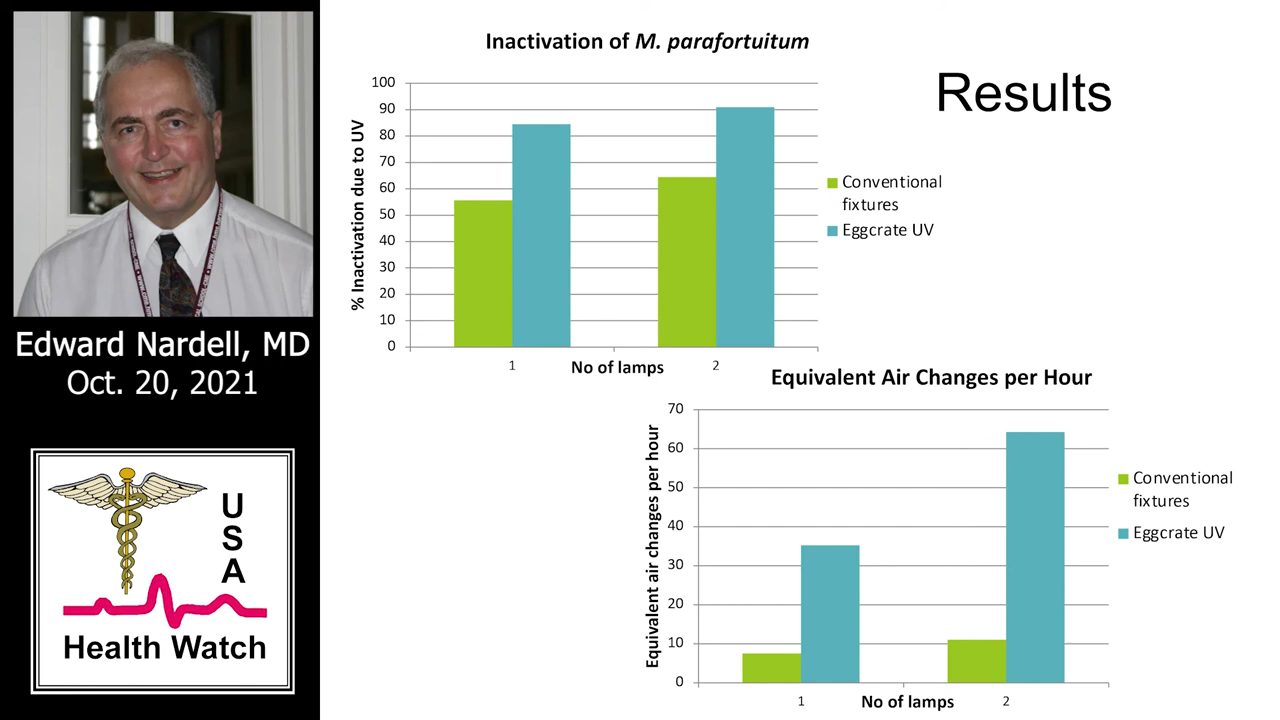 Edward Nardell, MD
Oct. 20, 2021
U
S
A
Health Watch
Results
Inactivation of M. parafortuitum
% Inactivation due to UV
100
90
80
70
60
50
40
30
20
10
0
1
No of lamps
2
Conventional
fixtures
Eggcrate UV
Equivalent Air Changes per Hour
Equivalent air changes per hour
70
60
50
40
30
20
10
0
1
No of lamps
2
Conventional
fixtures
Eggcrate UV